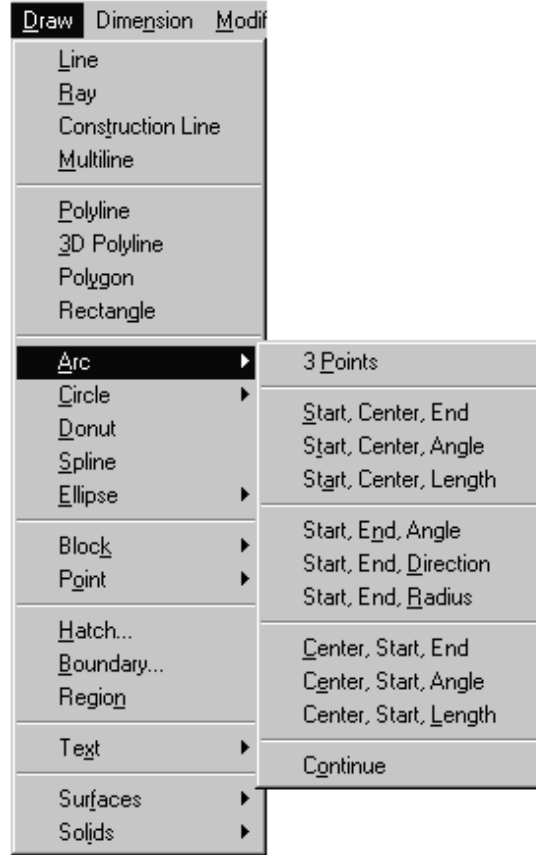 Draw Dimension Modif
Line
Ray
Construction Line
Multiline
Polyline
3D Polyline
Polygon
Rectangle
Arc
Circle
Donut
Spline
Ellipse
Block
Point
Hatch...
Boundary...
Region
Text
Surfaces
Solids
3 Points
Start, Center, End
Start, Center, Angle
Start, Center, Length
Start, End, Angle
Start, End, Direction
Start, End, Radius
Center, Start, End
Center, Start, Angle
Center, Start, Length
Continue